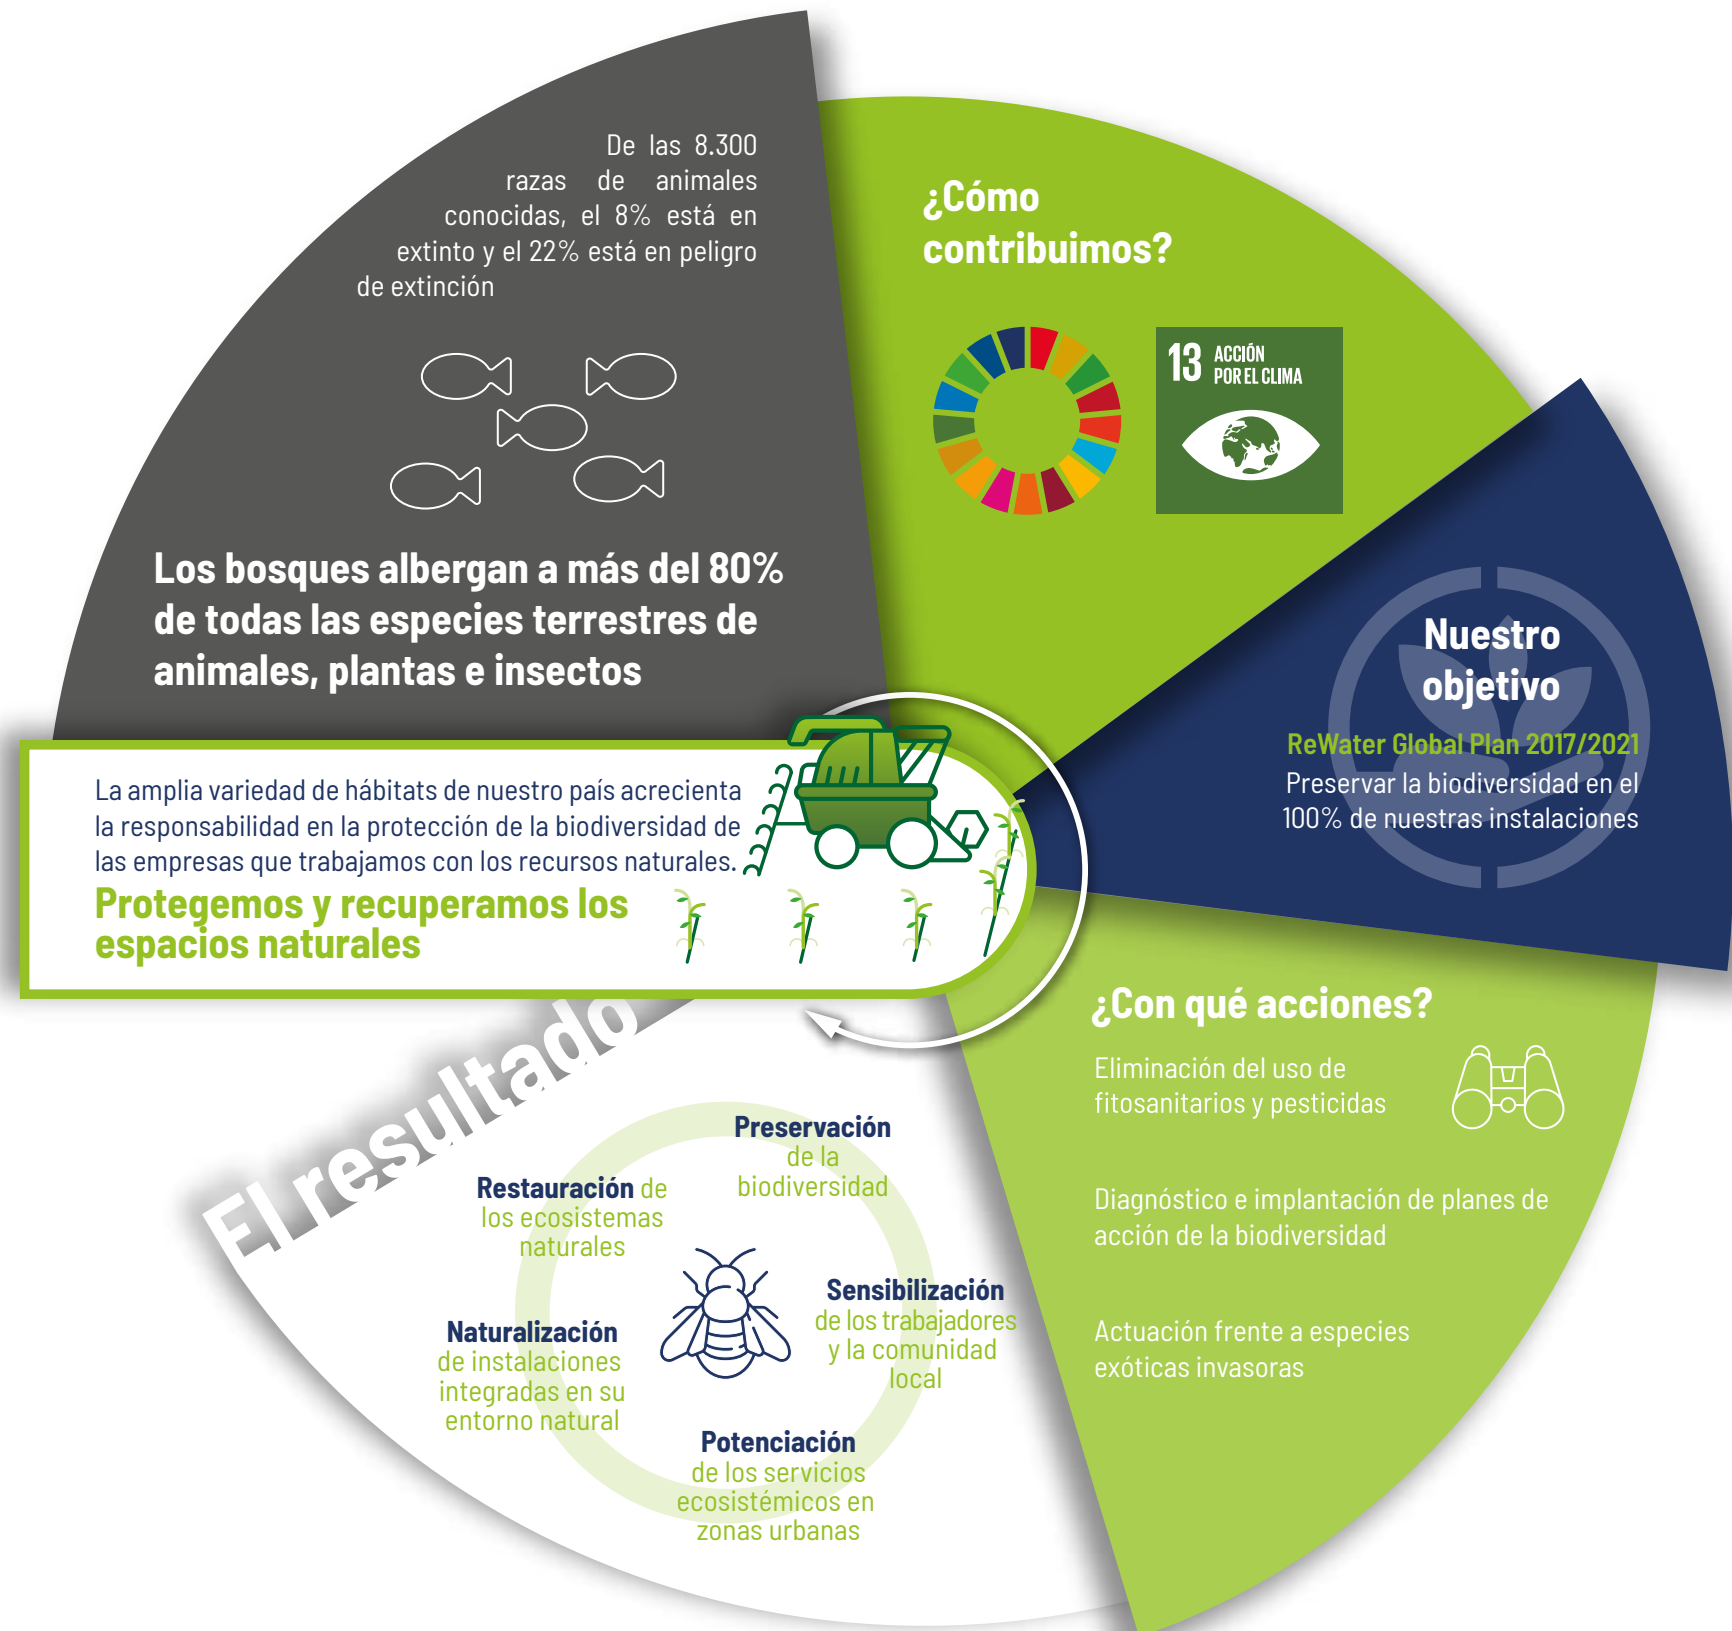 De las 8.300
razas de animales
conocidas, el 8% está en
extinto y el 22% está en peligro
de extinción
Los bosques albergan a más del 80%
de todas las especies terrestres de
animales, plantas e insectos
¿Cómo
contribuimos?
13 ACCIÓN
POR EL CLIMA
Nuestro
objetivo
ReWater Global Plan 2017/2021
Preservar la biodiversidad en el
100% de nuestras instalaciones
La amplia variedad de hábitats de nuestro país acrecienta
la responsabilidad en la protección de la biodiversidad de
las empresas que trabajamos con los recursos naturales.
Protegemos y recuperamos los
espacios naturales
¿Con qué acciones?
Eliminación del uso de
fitosanitarios y pesticidas
Diagnóstico e implantación de planes de
acción de la biodiversidad
Actuación frente a especies
exóticas invasoras
El resultado
Preservación
de la
biodiversidad
Restauración de
los ecosistemas
naturales
Sensibilización
de los trabajadores
y la comunidad
local
Naturalización
de instalaciones
integradas en su
entorno natural
Potenciación
de los servicios
ecosistémicos en
zonas urbanas